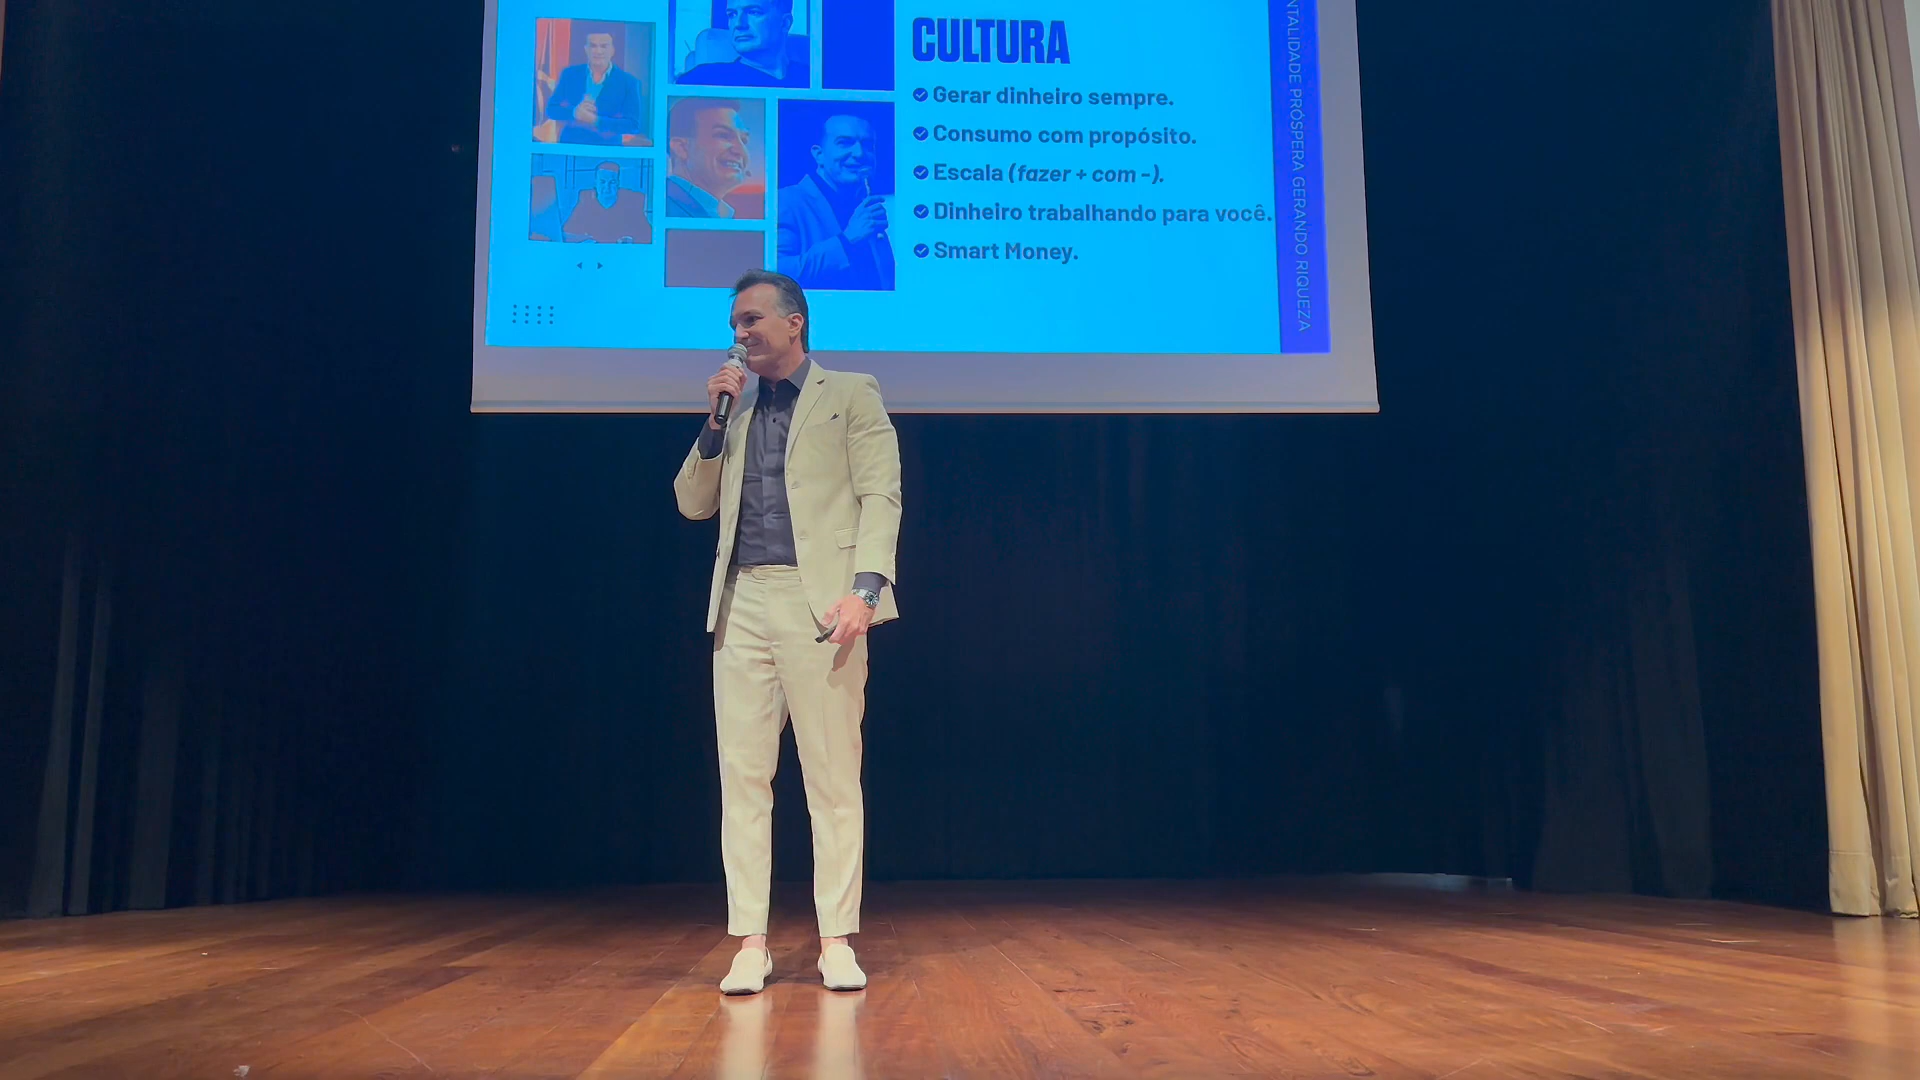 CULTURA
Gerar dinheiro sempre.
Consumo com propósito.
Escala (fazer + com -).
Dinheiro trabalhando para você.
Smart Money.
NTALIDADE PRÓSPERA GERANDO RIQUEZA